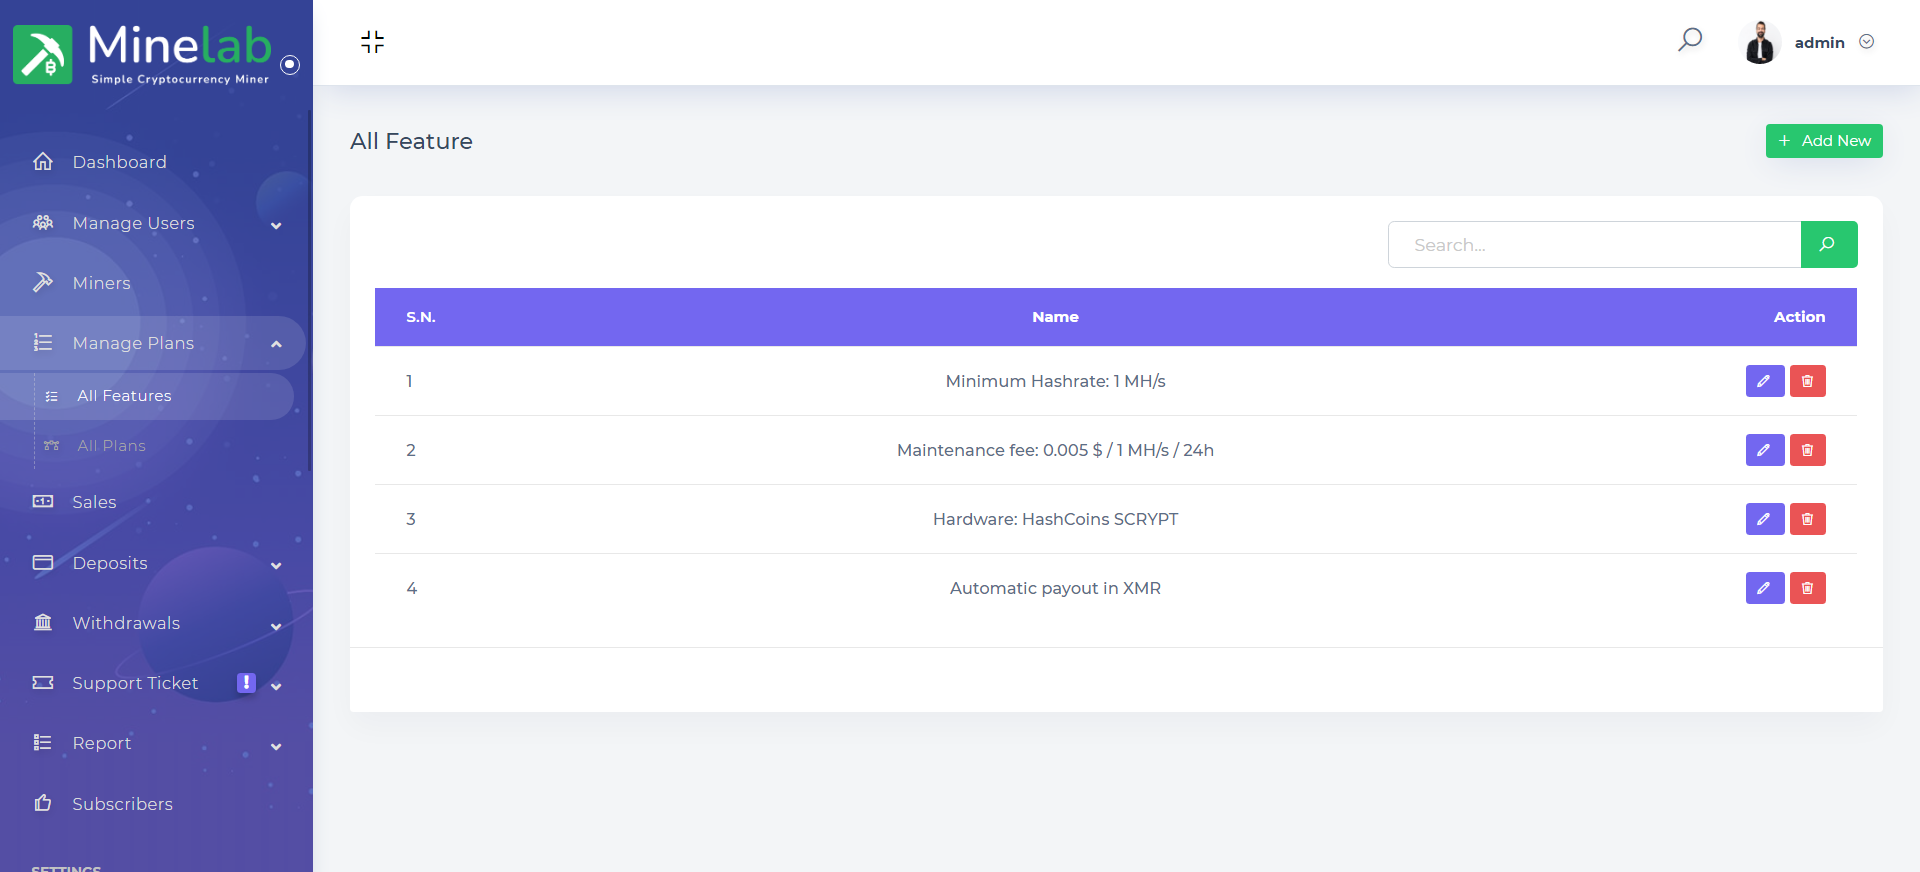 Minelab
Simple Cryptocurrency Miner
admin
Dashboard
Manage Users
Miners
Manage Plans
All Features
All Plans
Sales
Deposits
Withdrawals
Support Ticket !
Report
Subscribers
SETTINGS
All Feature
+ Add New
Search...
S.N. Name Action
1 Minimum Hashrate: 1 MH/s
2 Maintenance fee: 0.005 $ / 1 MH/s / 24h
3 Hardware: HashCoins SCRYPT
4 Automatic payout in XMR